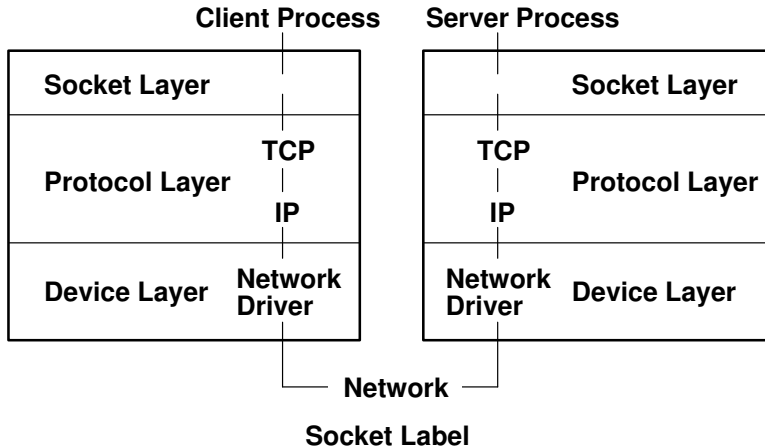 Client Process
Server Process
Socket Layer
Socket Layer
TCP
TCP
Protocol Layer
Protocol Layer
IP
IP
Device Layer
Network
Driver
Network
Driver
Device Layer
Network
Socket Label